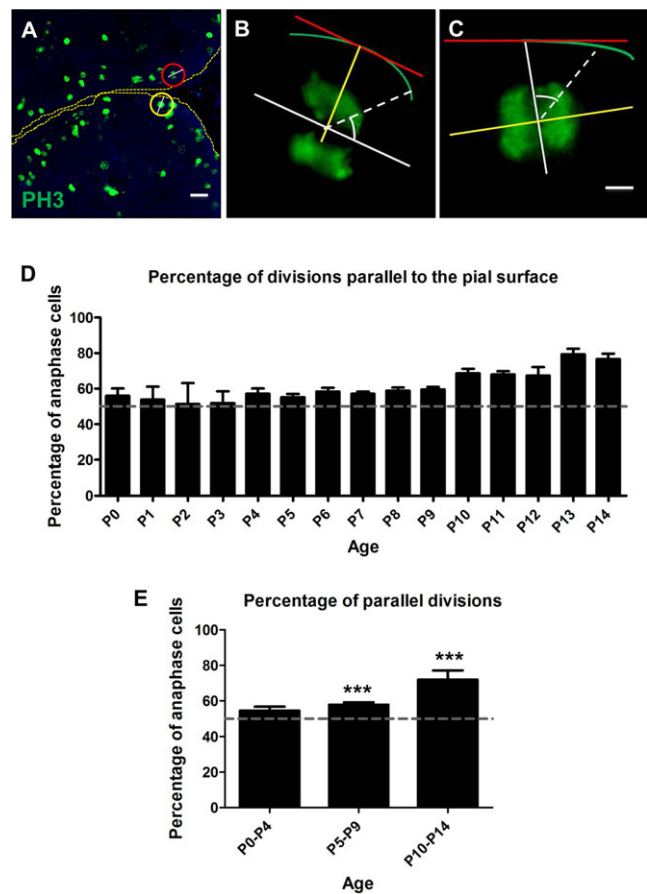 A
B
C
PH3
D
Percentage of divisions parallel to the pial surface
Percentage of anaphase cells
100
80
60
40
20
0
P0 P1 P2 P3 P4 P5 P6 P7 P8 P9 P10 P11 P12 P13 P14
Age
E
Percentage of parallel divisions
Percentage of anaphase cells
100
80
60
40
20
0
*** ***
P0-P4 P5-P9 P10-P14
Age